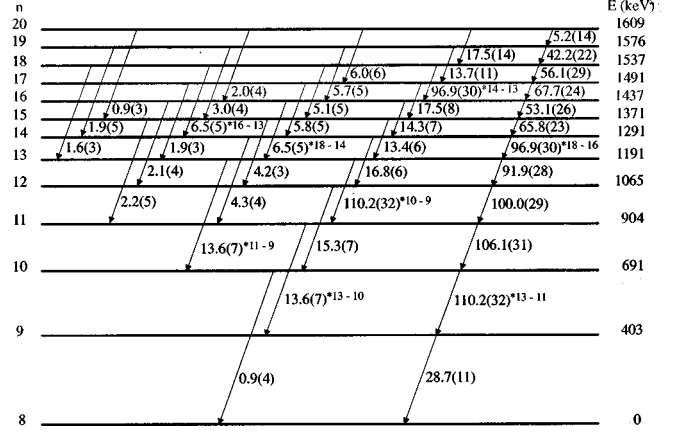 n E (keV)
20 1609
5.2(14)
19 1576
17.5(14) 42.2(22)
18 1537
6.0(6) 13.7(11) 56.1(29)
17 1491
2.0(4) 5.7(5) 96.9(30)*14 - 13 67.7(24)
16 1437
0.9(3) 3.0(4) 5.1(5) 17.5(8) 53.1(26)
15 1371
1.9(5) 6.5(5)*16 - 13 5.8(5) 14.3(7) 65.8(23)
14 1291
1.6(3) 1.9(3) 6.5(5)*18 - 14 13.4(6) 96.9(30)*18 - 16
13 1191
2.1(4) 4.2(3) 16.8(6) 91.9(28)
12 1065
2.2(5) 4.3(4) 110.2(32)*10 - 9 100.0(29)
11 904
13.6(7)*11 - 9 15.3(7) 106.1(31)
10 691
13.6(7)*13 - 10 110.2(32)*13 - 11
9 403
0.9(4) 28.7(11)
8 0